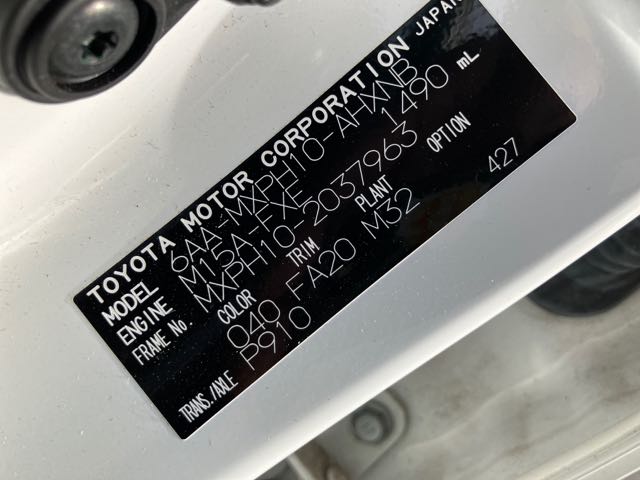 TOYOTA MOTOR CORPORATION JAPAN
MODEL 6AA-MXPH10-AHXNB
ENGINE M15A-FXE 1490 mL
FRAME No. MXPH10-2037963
COLOR TRIM PLANT OPTION
040 FA20 M32 427
TRANS./AXLE P910